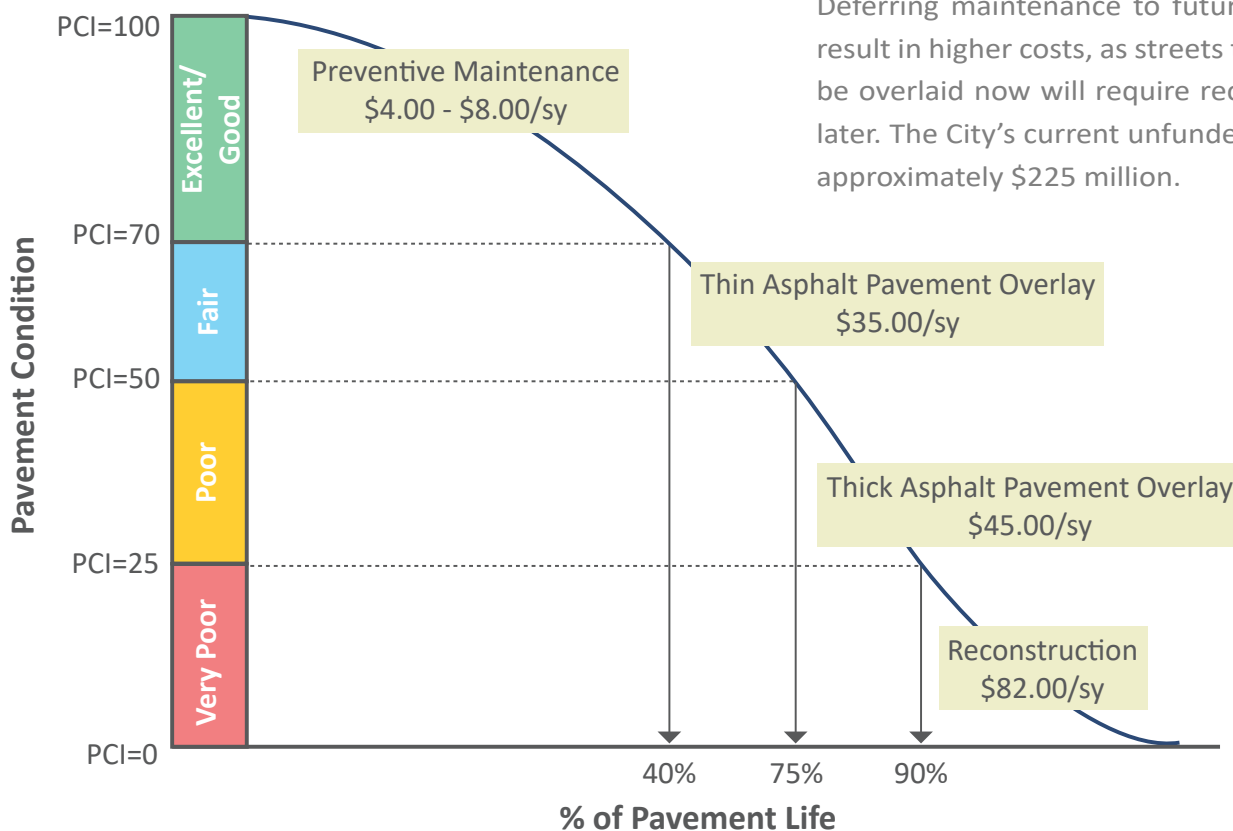 Deferring maintenance to
result in higher costs, as streets
be overlaid now will require
later. The City's current
approximately $225 million.
PCI=100
Excellent/
Good
Preventive Maintenance
$4.00 - $8.00/sy
PCI=70
Fair
Thin Asphalt Pavement Overlay
$35.00/sy
PCI=50
Poor
Thick Asphalt Pavement Overlay
$45.00/sy
PCI=25
Very Poor
Reconstruction
$82.00/sy
PCI=0
Pavement Condition
40%
75%
90%
% of Pavement Life